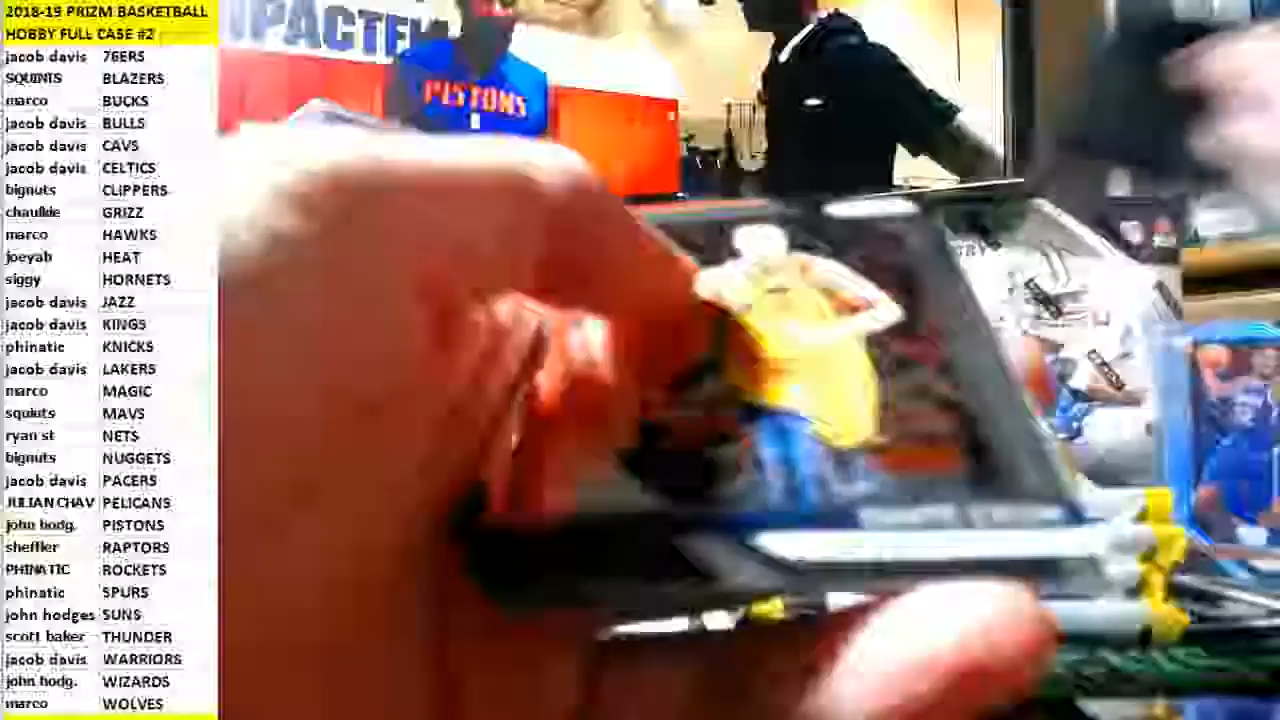 2018-19 PRIZM BASKETBALL
HOBBY FULL CASE #2
jacob davis 76ERS
SQUINTS BLAZERS
marco BUCKS
jacob davis BULLS
jacob davis CAVS
jacob davis CELTICS
bignuts CLIPPERS
chaulkie GRIZZ
marco HAWKS
joeyah HEAT
siggy HORNETS
jacob davis JAZZ
jacob davis KINGS
phinatic KNICKS
jacob davis LAKERS
marco MAGIC
squints MAVS
ryan st NETS
bignuts NUGGETS
jacob davis PACERS
JULIAN CHAV PELICANS
john hodg. PISTONS
sheffler RAPTORS
PHINATIC ROCKETS
phinatic SPURS
john hodges SUNS
scott baker THUNDER
jacob davis WARRIORS
john hodg. WIZARDS
marco WOLVES
PISTONS